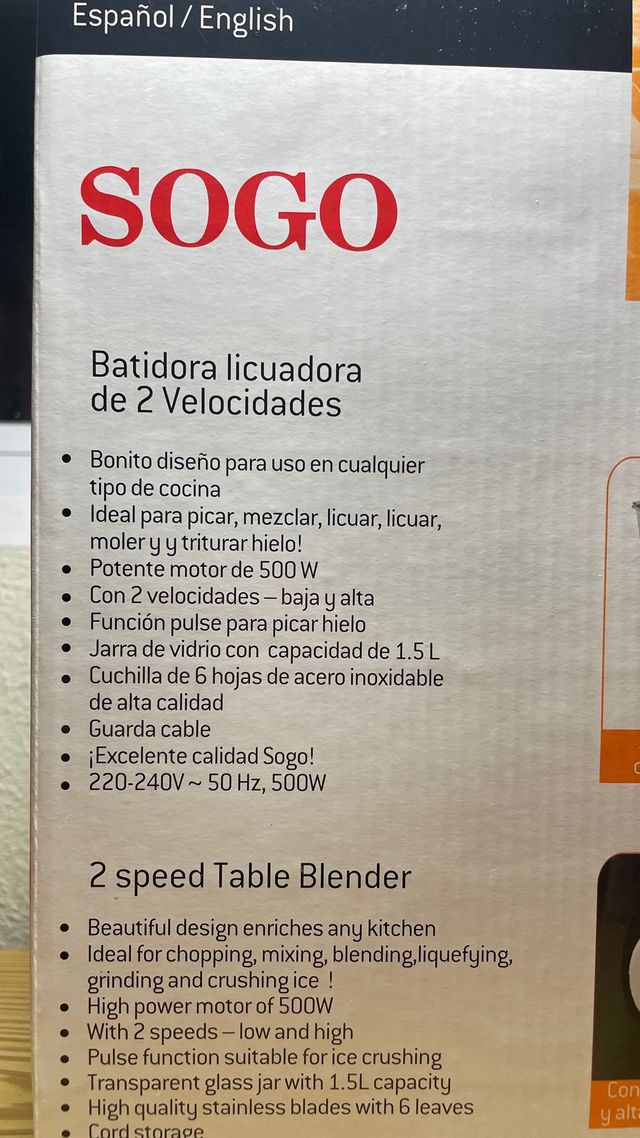 Español / English
SOGO
Batidora licuadora
de 2 Velocidades
• Bonito diseño para uso en cualquier
tipo de cocina
• Ideal para picar, mezclar, licuar, licuar,
moler y y triturar hielo!
• Potente motor de 500 W
• Con 2 velocidades – baja y alta
• Función pulse para picar hielo
• Jarra de vidrio con capacidad de 1.5 L
• Cuchilla de 6 hojas de acero inoxidable
de alta calidad
• Guarda cable
• ¡Excelente calidad Sogo!
• 220-240V ~ 50 Hz, 500W
2 speed Table Blender
• Beautiful design enriches any kitchen
• Ideal for chopping, mixing, blending,liquefying,
grinding and crushing ice !
• High power motor of 500W
• With 2 speeds – low and high
• Pulse function suitable for ice crushing
• Transparent glass jar with 1.5L capacity
• High quality stainless blades with 6 leaves
• Cord storage
Con
y alt